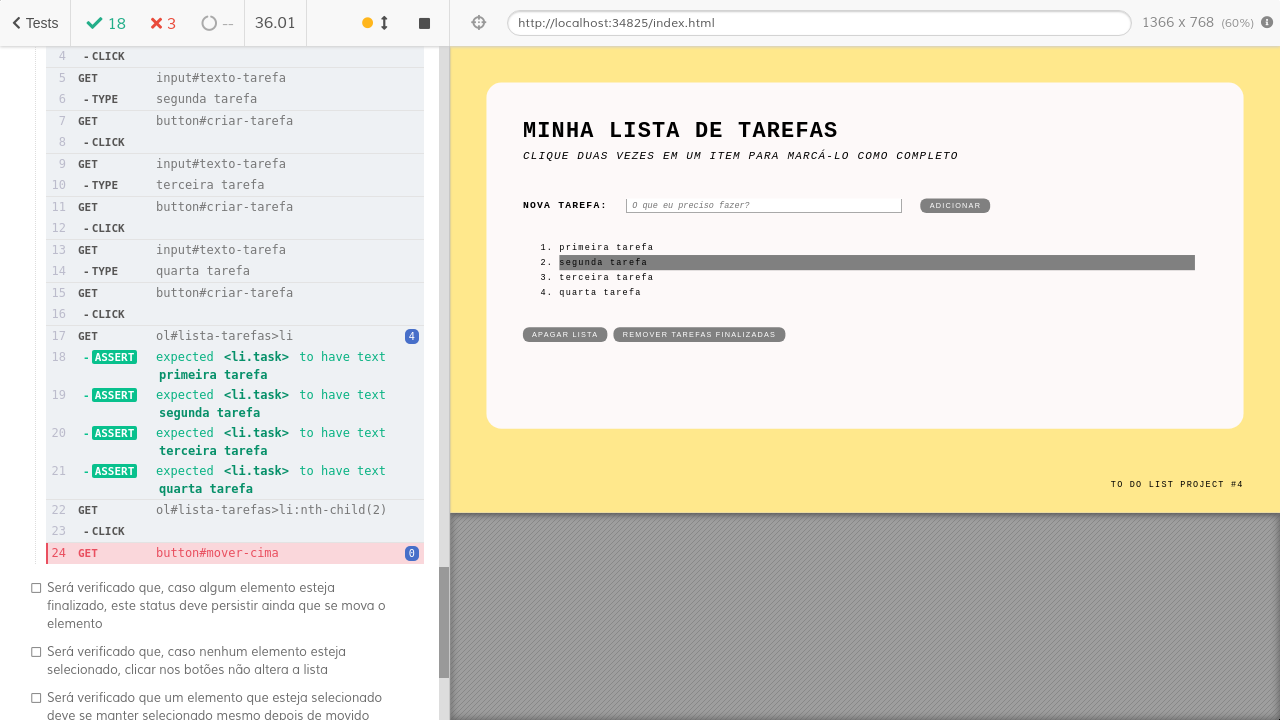 Tests 18 3 -- 36.01
http://localhost:34825/index.html 1366 x 768 (60%)
4 - CLICK
5 GET input#texto-tarefa
6 - TYPE segunda tarefa
7 GET button#criar-tarefa
8 - CLICK
9 GET input#texto-tarefa
10 - TYPE terceira tarefa
11 GET button#criar-tarefa
12 - CLICK
13 GET input#texto-tarefa
14 - TYPE quarta tarefa
15 GET button#criar-tarefa
16 - CLICK
17 GET ol#lista-tarefas>li 4
18 - ASSERT expected <li.task> to have text
primeira tarefa
19 - ASSERT expected <li.task> to have text
segunda tarefa
20 - ASSERT expected <li.task> to have text
terceira tarefa
21 - ASSERT expected <li.task> to have text
quarta tarefa
22 GET ol#lista-tarefas>li:nth-child(2)
23 - CLICK
24 GET button#mover-cima 0
Será verificado que, caso algum elemento esteja
finalizado, este status deve persistir ainda que se mova o
elemento
Será verificado que, caso nenhum elemento esteja
selecionado, clicar nos botões não altera a lista
Será verificado que um elemento que esteja selecionado
deve se manter selecionado mesmo depois de movido
MINHA LISTA DE TAREFAS
CLIQUE DUAS VEZES EM UM ITEM PARA MARCÁ-LO COMO COMPLETO
NOVA TAREFA: O que eu preciso fazer? ADICIONAR
1. primeira tarefa
2. segunda tarefa
3. terceira tarefa
4. quarta tarefa
APAGAR LISTA REMOVER TAREFAS FINALIZADAS
TO DO LIST PROJECT #4